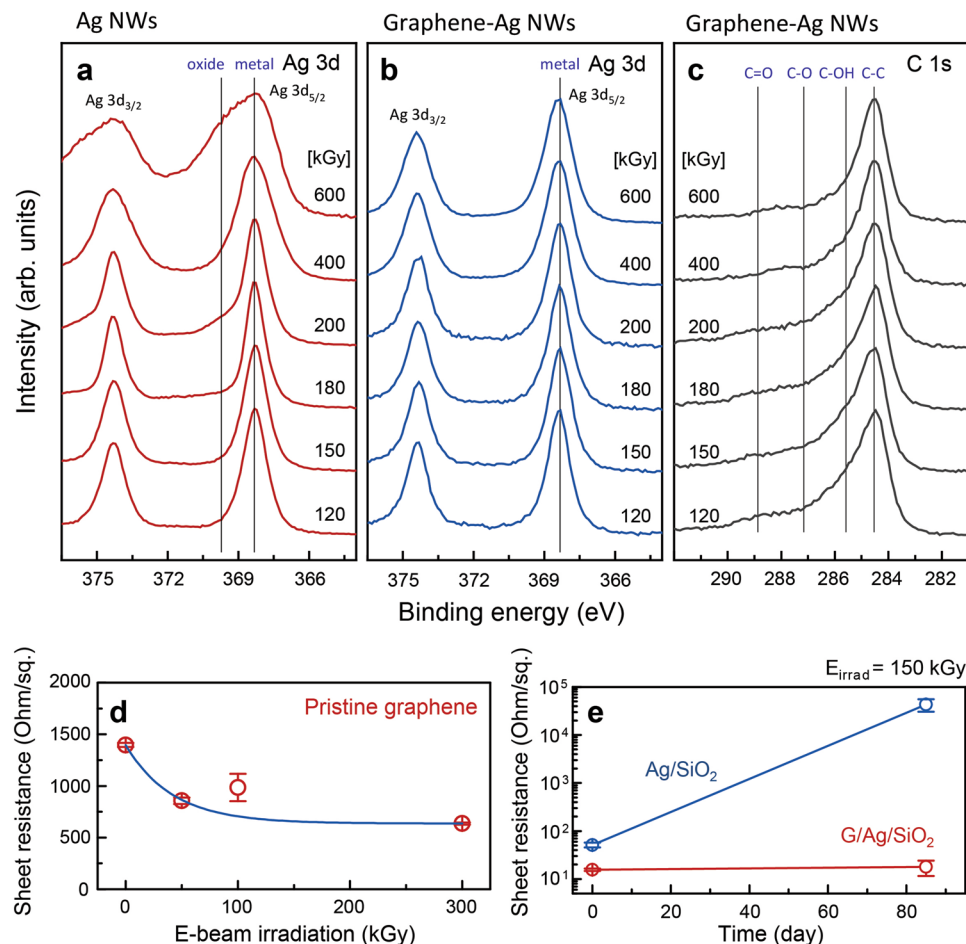 Ag NWs
Graphene-Ag NWs
Graphene-Ag NWs
Intensity (arb. units)
a
oxide metal Ag 3d
Ag 3d3/2
Ag 3d5/2
[kGy]
600
400
200
180
150
120
375 372 369 366
b
metal Ag 3d
Ag 3d3/2
Ag 3d5/2
[kGy]
600
400
200
180
150
120
375 372 369 366
c
C=O C-O C-OH C-C C 1s
[kGy]
600
400
200
180
150
120
290 288 286 284 282
Binding energy (eV)
d
Pristine graphene
Sheet resistance (Ohm/sq.)
2000
1500
1000
500
0
0 100 200 300
E-beam irradiation (kGy)
Eirrad = 150 kGy
e
Sheet resistance (Ohm/sq.)
10^5
10^4
10^3
10^2
10^1
Ag/SiO2
G/Ag/SiO2
0 20 40 60 80
Time (day)